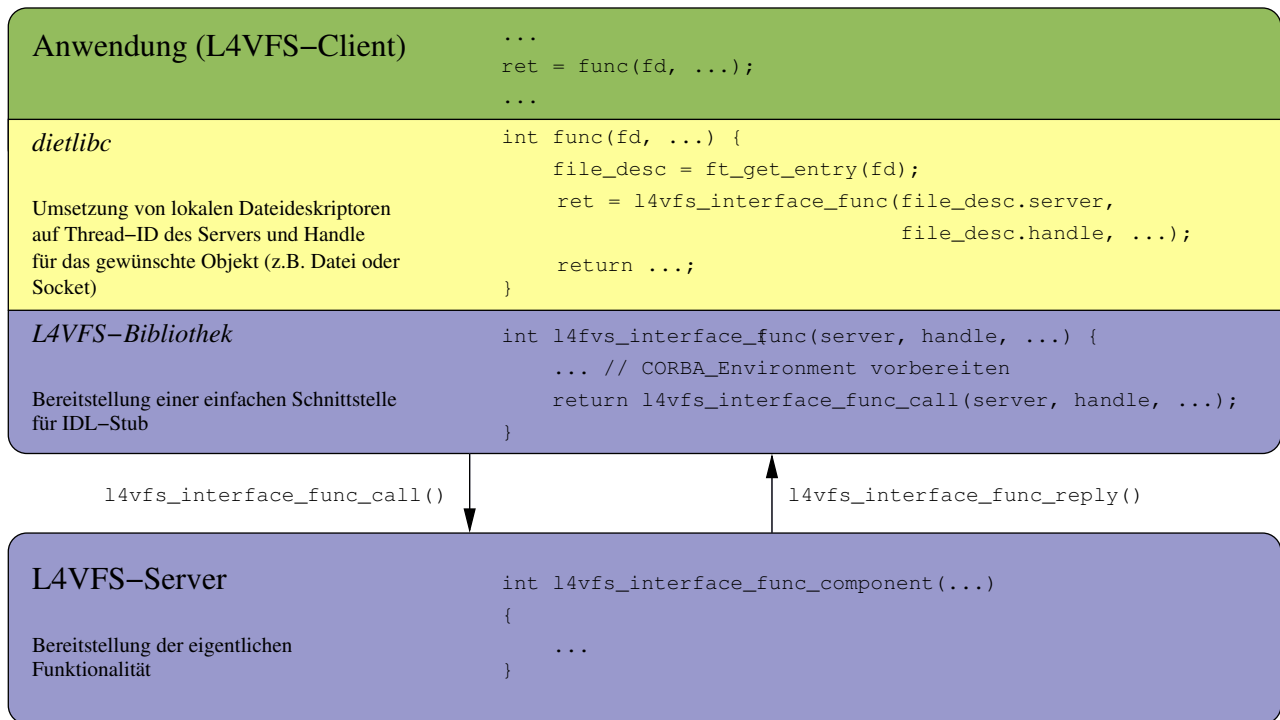 Anwendung (L4VFS−Client)
...
ret = func(fd, ...);
...
dietlibc
Umsetzung von lokalen Dateideskriptoren
auf Thread−ID des Servers und Handle
für das gewünschte Objekt (z.B. Datei oder
Socket)
int func(fd, ...) {
file_desc = ft_get_entry(fd);
ret = l4vfs_interface_func(file_desc.server,
file_desc.handle, ...);
return ...;
}
L4VFS−Bibliothek
Bereitstellung einer einfachen Schnittstelle
für IDL−Stub
int l4fvs_interface_func(server, handle, ...) {
... // CORBA_Environment vorbereiten
return l4vfs_interface_func_call(server, handle, ...);
}
l4vfs_interface_func_call()
l4vfs_interface_func_reply()
L4VFS−Server
Bereitstellung der eigentlichen
Funktionalität
int l4vfs_interface_func_component(...)
{
...
}